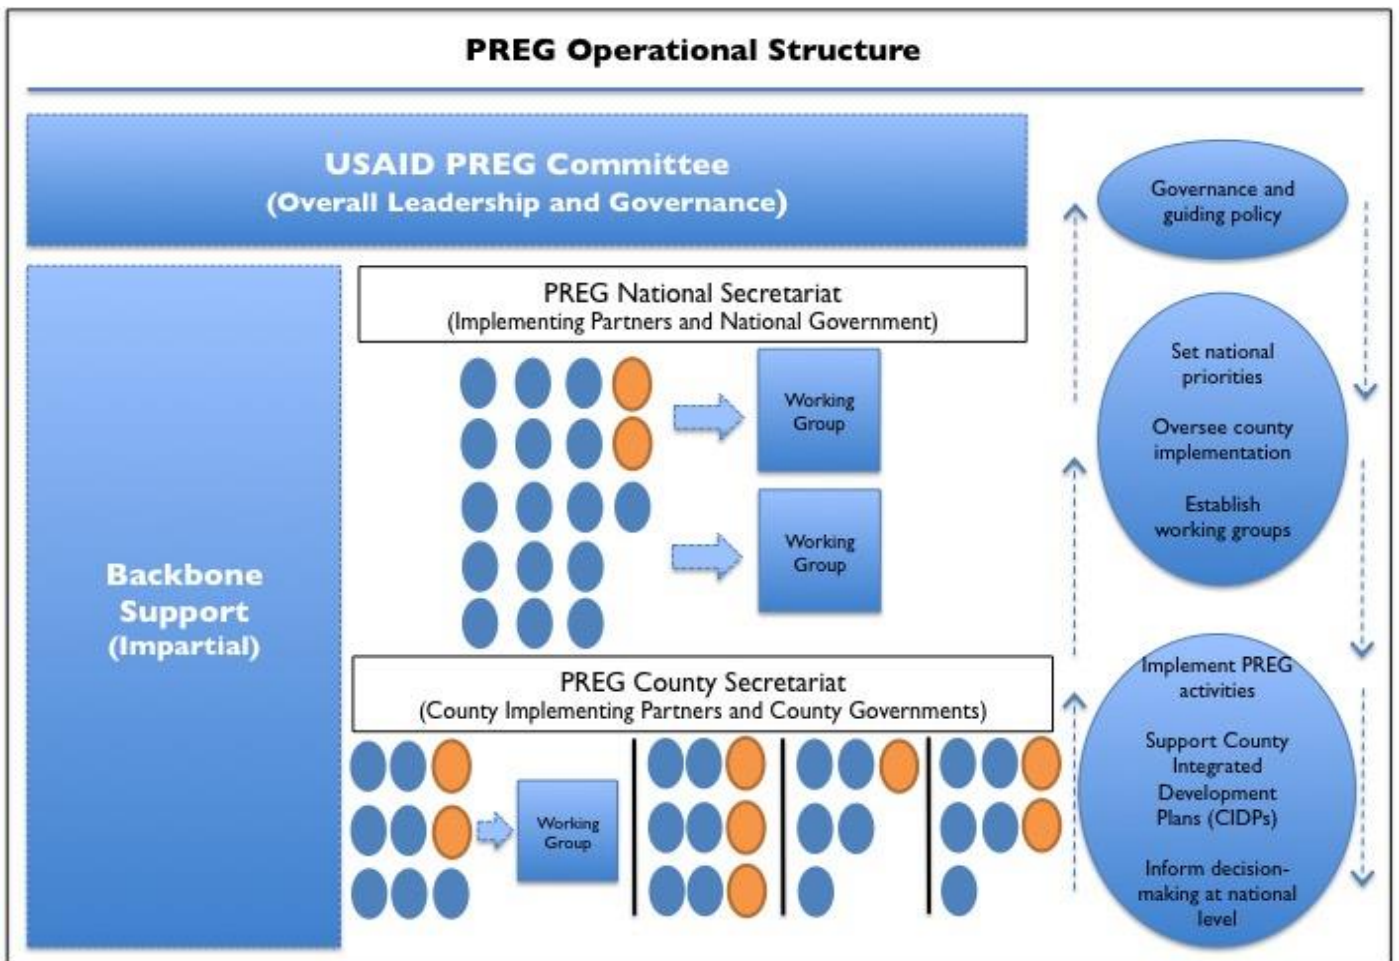 PREG Operational Structure
USAID PREG Committee
(Overall Leadership and Governance)
Governance and
guiding policy
Backbone
Support
(Impartial)
PREG National Secretariat
(Implementing Partners and National Government)
Working
Group
Working
Group
Set national
priorities
Oversee county
implementation
Establish
working groups
PREG County Secretariat
(County Implementing Partners and County Governments)
Working
Group
Implement PREG
activities
Support County
Integrated
Development
Plans (CIDPs)
Inform decision-
making at national
level